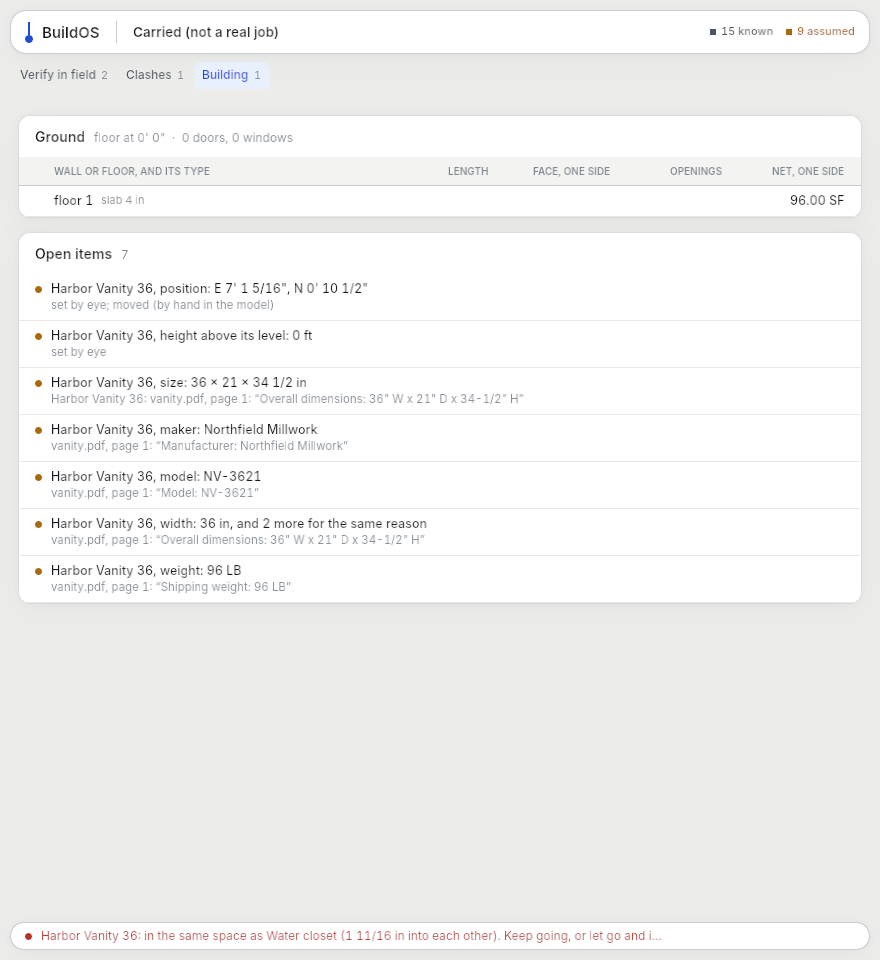 BuildOS
Carried (not a real job)
15 known
9 assumed
Verify in field 2
Clashes 1
Building 1
Ground floor at 0' 0" · 0 doors, 0 windows
WALL OR FLOOR, AND ITS TYPE LENGTH FACE, ONE SIDE OPENINGS NET, ONE SIDE
floor 1 slab 4 in 96.00 SF
Open items 7
Harbor Vanity 36, position: E 7' 1 5/16", N 0' 10 1/2"
set by eye; moved (by hand in the model)
Harbor Vanity 36, height above its level: 0 ft
set by eye
Harbor Vanity 36, size: 36 × 21 × 34 1/2 in
Harbor Vanity 36: vanity.pdf, page 1: “Overall dimensions: 36" W x 21" D x 34-1/2" H”
Harbor Vanity 36, maker: Northfield Millwork
vanity.pdf, page 1: “Manufacturer: Northfield Millwork”
Harbor Vanity 36, model: NV-3621
vanity.pdf, page 1: “Model: NV-3621”
Harbor Vanity 36, width: 36 in, and 2 more for the same reason
vanity.pdf, page 1: “Overall dimensions: 36" W x 21" D x 34-1/2" H”
Harbor Vanity 36, weight: 96 LB
vanity.pdf, page 1: “Shipping weight: 96 LB”
Harbor Vanity 36: in the same space as Water closet (1 11/16 in into each other). Keep going, or let go and i...